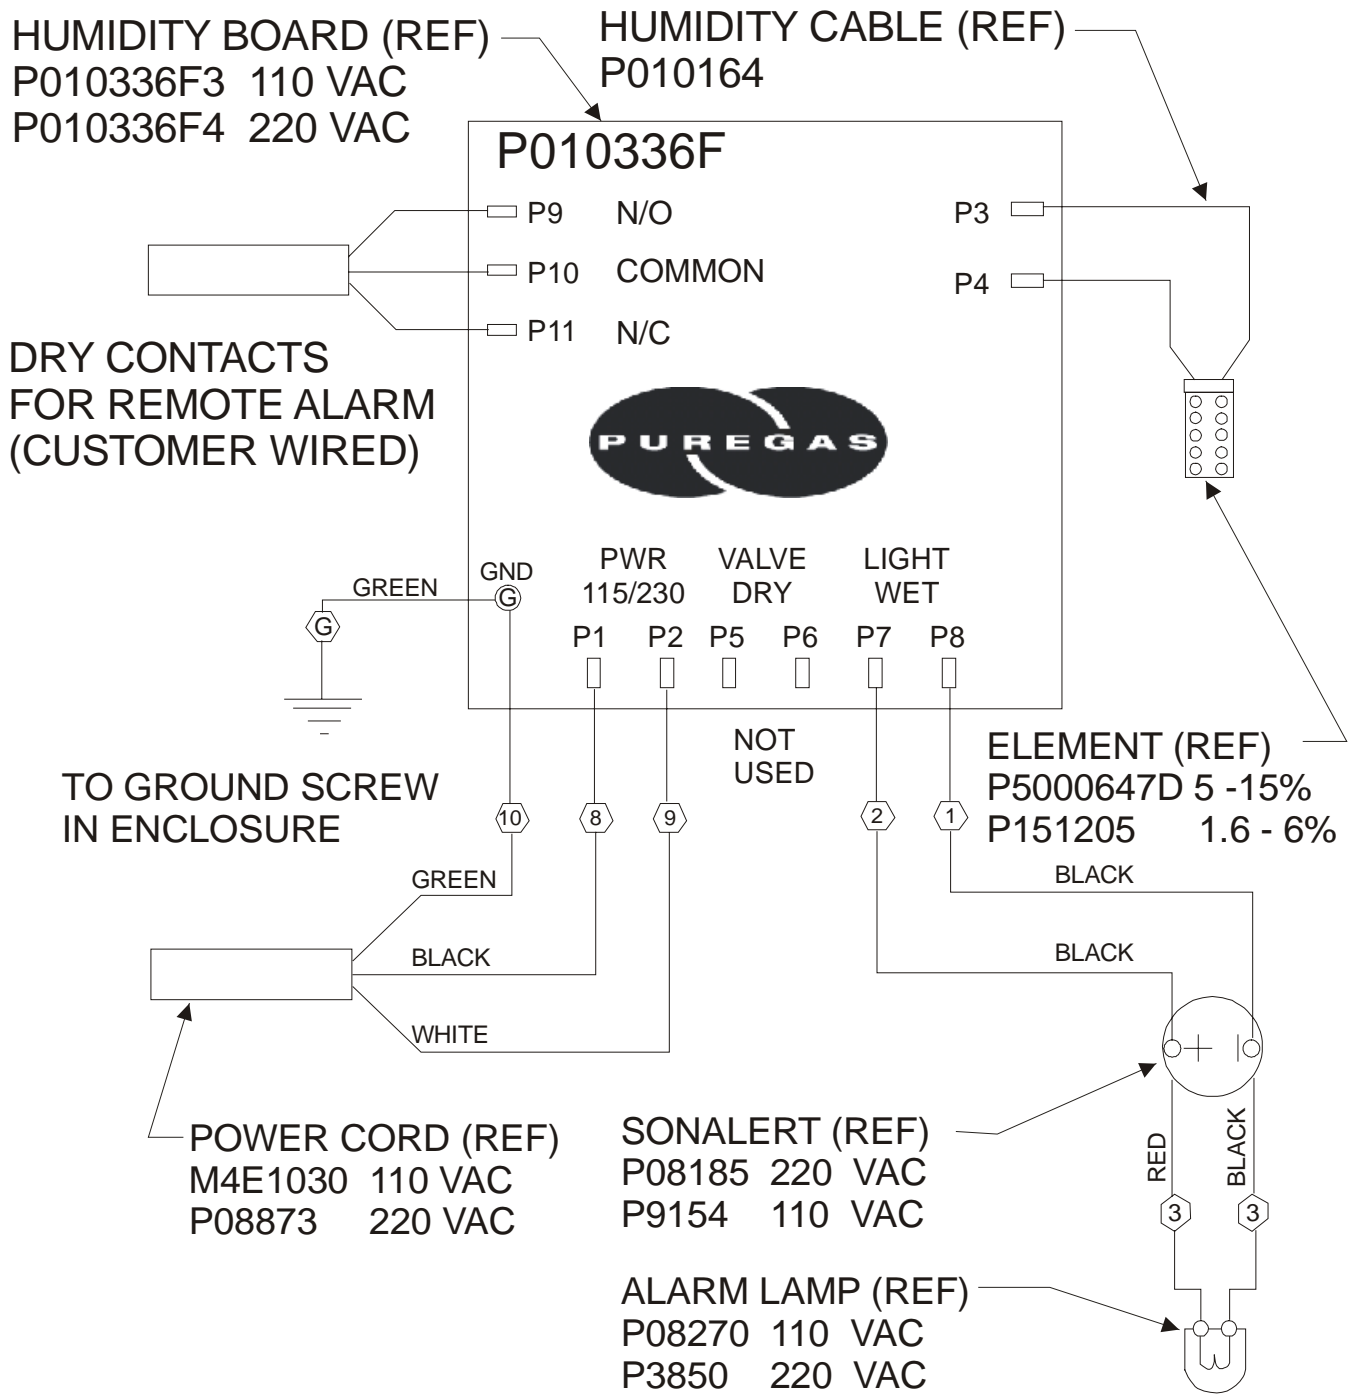 HUMIDITY BOARD (REF)
P010336F3 110 VAC
P010336F4 220 VAC
HUMIDITY CABLE (REF)
P010164
P010336F
P9 N/O
P10 COMMON
P11 N/C
P3
P4
DRY CONTACTS
FOR REMOTE ALARM
(CUSTOMER WIRED)
PUREGAS
PWR
115/230
VALVE
DRY
LIGHT
WET
GND
G
GREEN
G
P1 P2 P5 P6 P7 P8
NOT
USED
TO GROUND SCREW
IN ENCLOSURE
ELEMENT (REF)
P5000647D 5 -15%
P151205 1.6 - 6%
10 8 9 2 1
GREEN
BLACK
WHITE
BLACK
BLACK
POWER CORD (REF)
M4E1030 110 VAC
P08873 220 VAC
SONALERT (REF)
P08185 220 VAC
P9154 110 VAC
RED
BLACK
3 3
ALARM LAMP (REF)
P08270 110 VAC
P3850 220 VAC